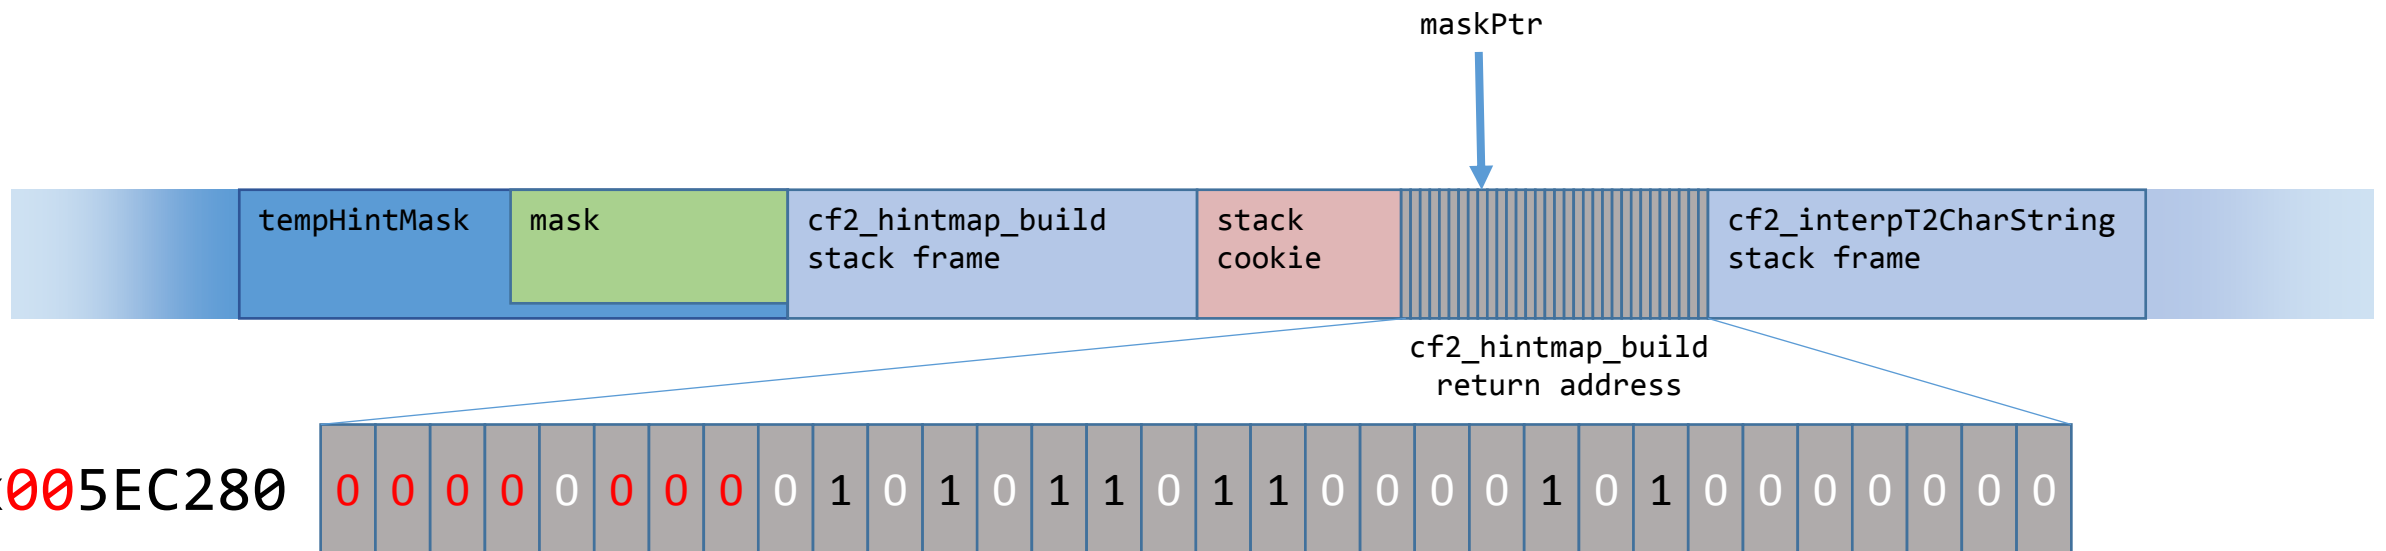 maskPtr
tempHintMask
mask
cf2_hintmap_build
stack frame
stack
cookie
cf2_interpT2CharString
stack frame
cf2_hintmap_build
return address
005EC280 0 0 0 0 0 0 0 0 0 1 0 1 0 1 1 0 1 1 0 0 0 0 1 0 1 0 0 0 0 0 0 0